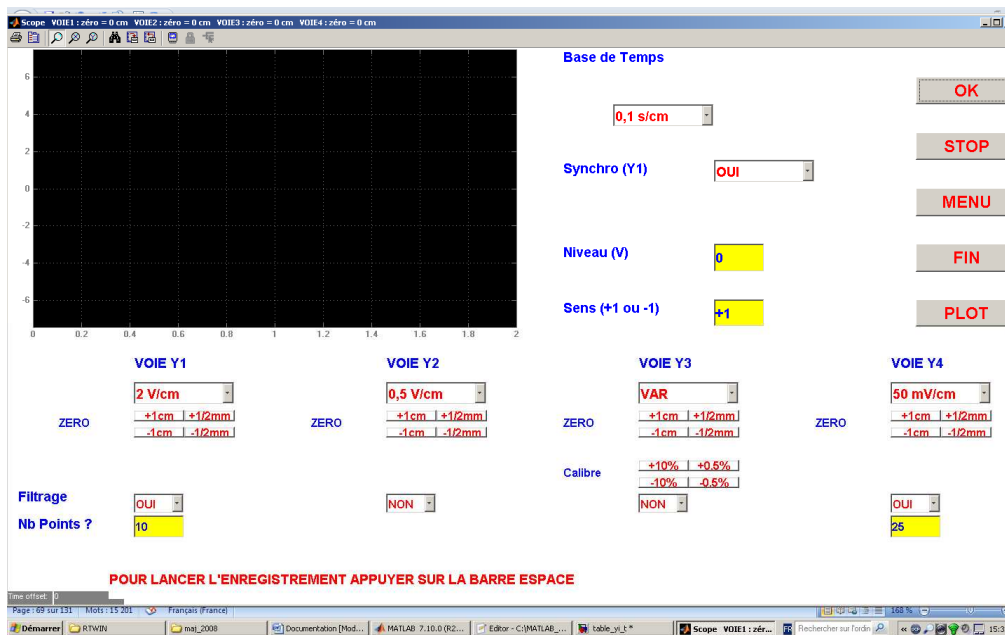 Scope VOIE1 : zéro = 0 cm VOIE2 : zéro = 0 cm VOIE3 : zéro = 0 cm VOIE4 : zéro = 0 cm
Base de Temps
0,1 s/cm
OK
Synchro (Y1)
OUI
STOP
MENU
Niveau (V)
0
FIN
Sens (+1 ou -1)
+1
PLOT
6
4
2
0
-2
-4
-6
0 0.2 0.4 0.6 0.8 1 1.2 1.4 1.6 1.8 2
VOIE Y1 VOIE Y2 VOIE Y3 VOIE Y4
2 V/cm 0,5 V/cm VAR 50 mV/cm
+1cm +1/2mm +1cm +1/2mm +1cm +1/2mm +1cm +1/2mm
ZERO ZERO ZERO ZERO
-1cm -1/2mm -1cm -1/2mm -1cm -1/2mm -1cm -1/2mm
+10% +0.5%
Calibre
-10% -0.5%
Filtrage OUI NON NON OUI
Nb Points ? 10 25
POUR LANCER L'ENREGISTREMENT APPUYER SUR LA BARRE ESPACE
Time offset: 0
Page : 69 sur 131 Mots : 15 201 Français (France) 168 %
Démarrer RTWIN maj_2008 Documentation [Mod... MATLAB 7.10.0 (R2... Editor - C:\MATLAB_... table_yi_t * Scope VOIE1 : zér... FR Rechercher sur l'ordin